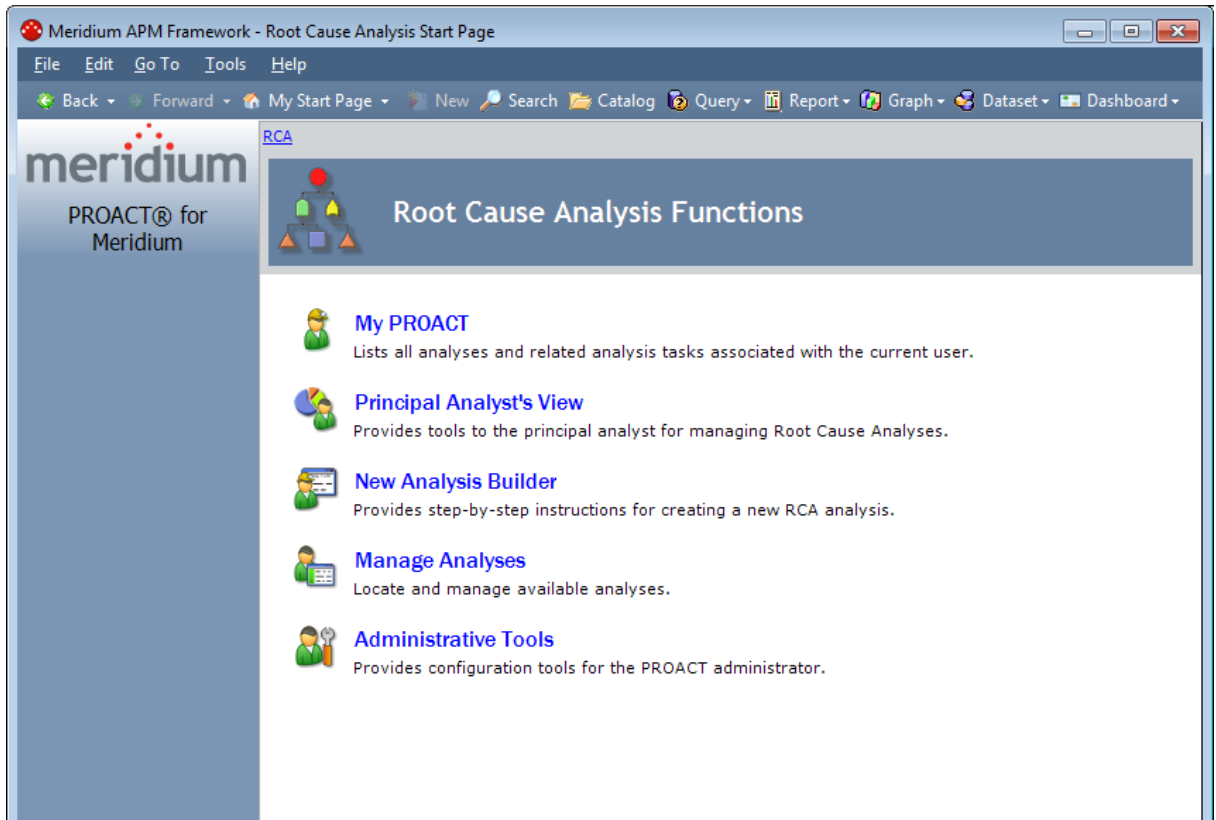 Meridium APM Framework - Root Cause Analysis Start Page
File Edit Go To Tools Help
Back Forward My Start Page New Search Catalog Query Report Graph Dataset Dashboard
meridium
PROACT® for
Meridium
RCA
Root Cause Analysis Functions
My PROACT
Lists all analyses and related analysis tasks associated with the current user.
Principal Analyst's View
Provides tools to the principal analyst for managing Root Cause Analyses.
New Analysis Builder
Provides step-by-step instructions for creating a new RCA analysis.
Manage Analyses
Locate and manage available analyses.
Administrative Tools
Provides configuration tools for the PROACT administrator.